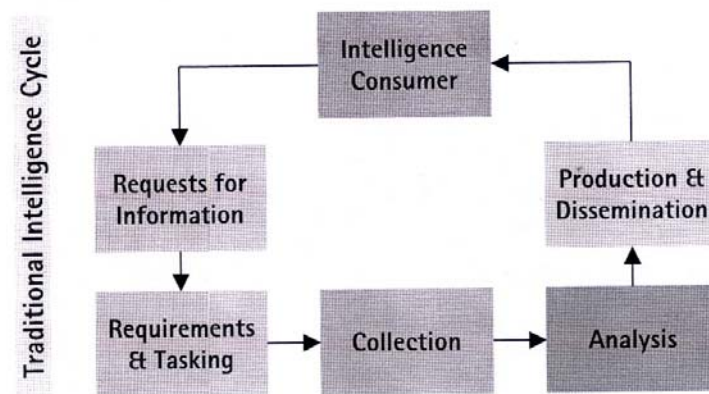 Traditional Intelligence Cycle
Intelligence
Consumer
Requests for
Information
Production &
Dissemination
Requirements
& Tasking
Collection
Analysis